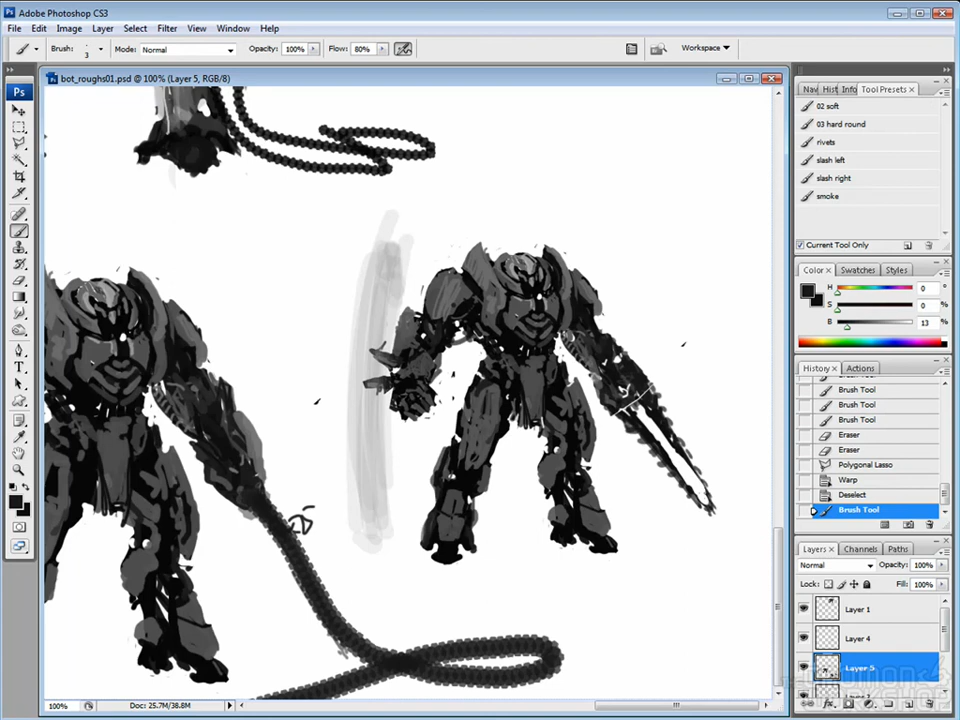 Adobe Photoshop CS3
File Edit Image Layer Select Filter View Window Help
Brush: 3 Mode: Normal Opacity: 100% Flow: 80% Workspace
Ps
bot_roughs01.psd @ 100% (Layer 5, RGB/8)
Nav Hist Info Tool Presets
02 soft
03 hard round
rivets
slash left
slash right
smoke
Current Tool Only
Color Swatches Styles
H 0 °
S 0 %
B 13 %
History Actions
Brush Tool
Brush Tool
Brush Tool
Eraser
Eraser
Polygonal Lasso
Warp
Deselect
Brush Tool
Layers Channels Paths
Normal Opacity: 100%
Lock: Fill: 100%
Layer 1
Layer 4
Layer 5
100% Doc: 25.7M/38.8M